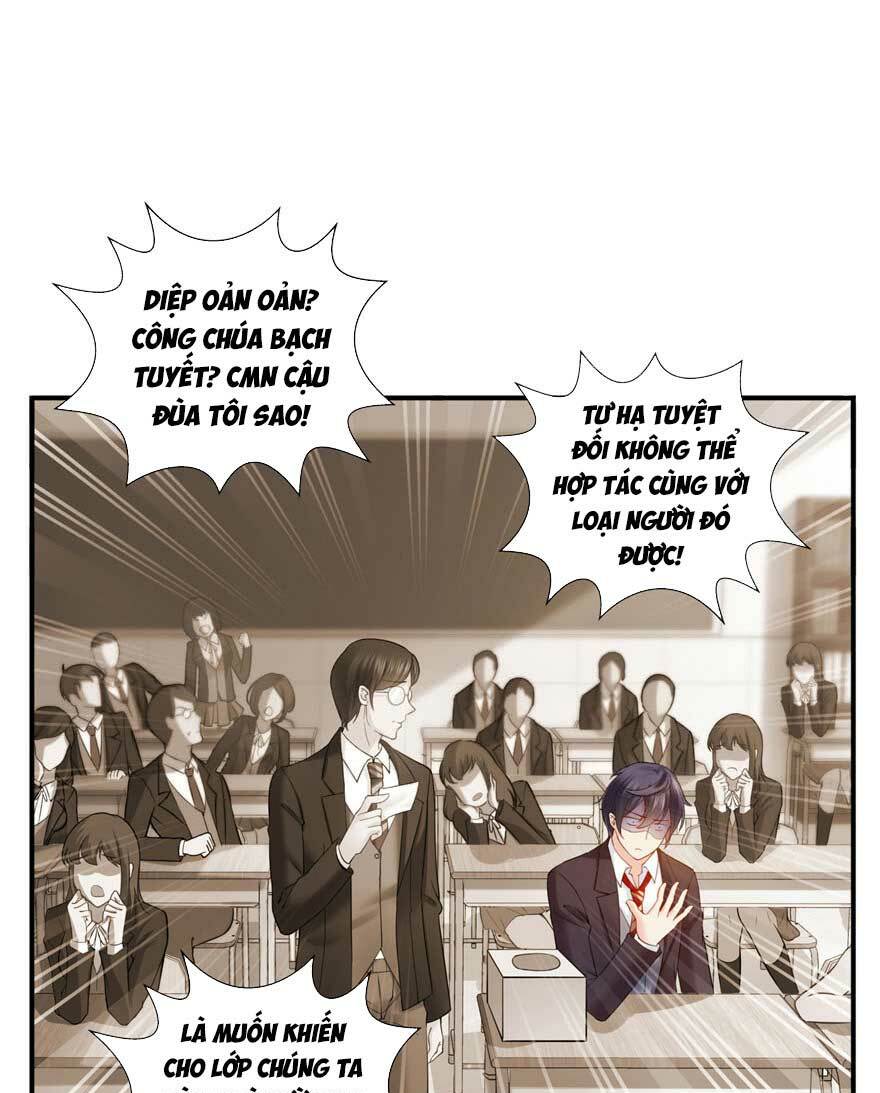 DIỆP OẢN OẢN?
CÔNG CHÚA BẠCH
TUYẾT? CMN CẬU
ĐÙA TÔI SAO!
TƯ HẠ TUYỆT
ĐỐI KHÔNG THỂ
HỢP TÁC CÙNG VỚI
LOẠI NGƯỜI ĐÓ
ĐƯỢC!
LÀ MUỐN KHIẾN
CHO LỚP CHÚNG TA